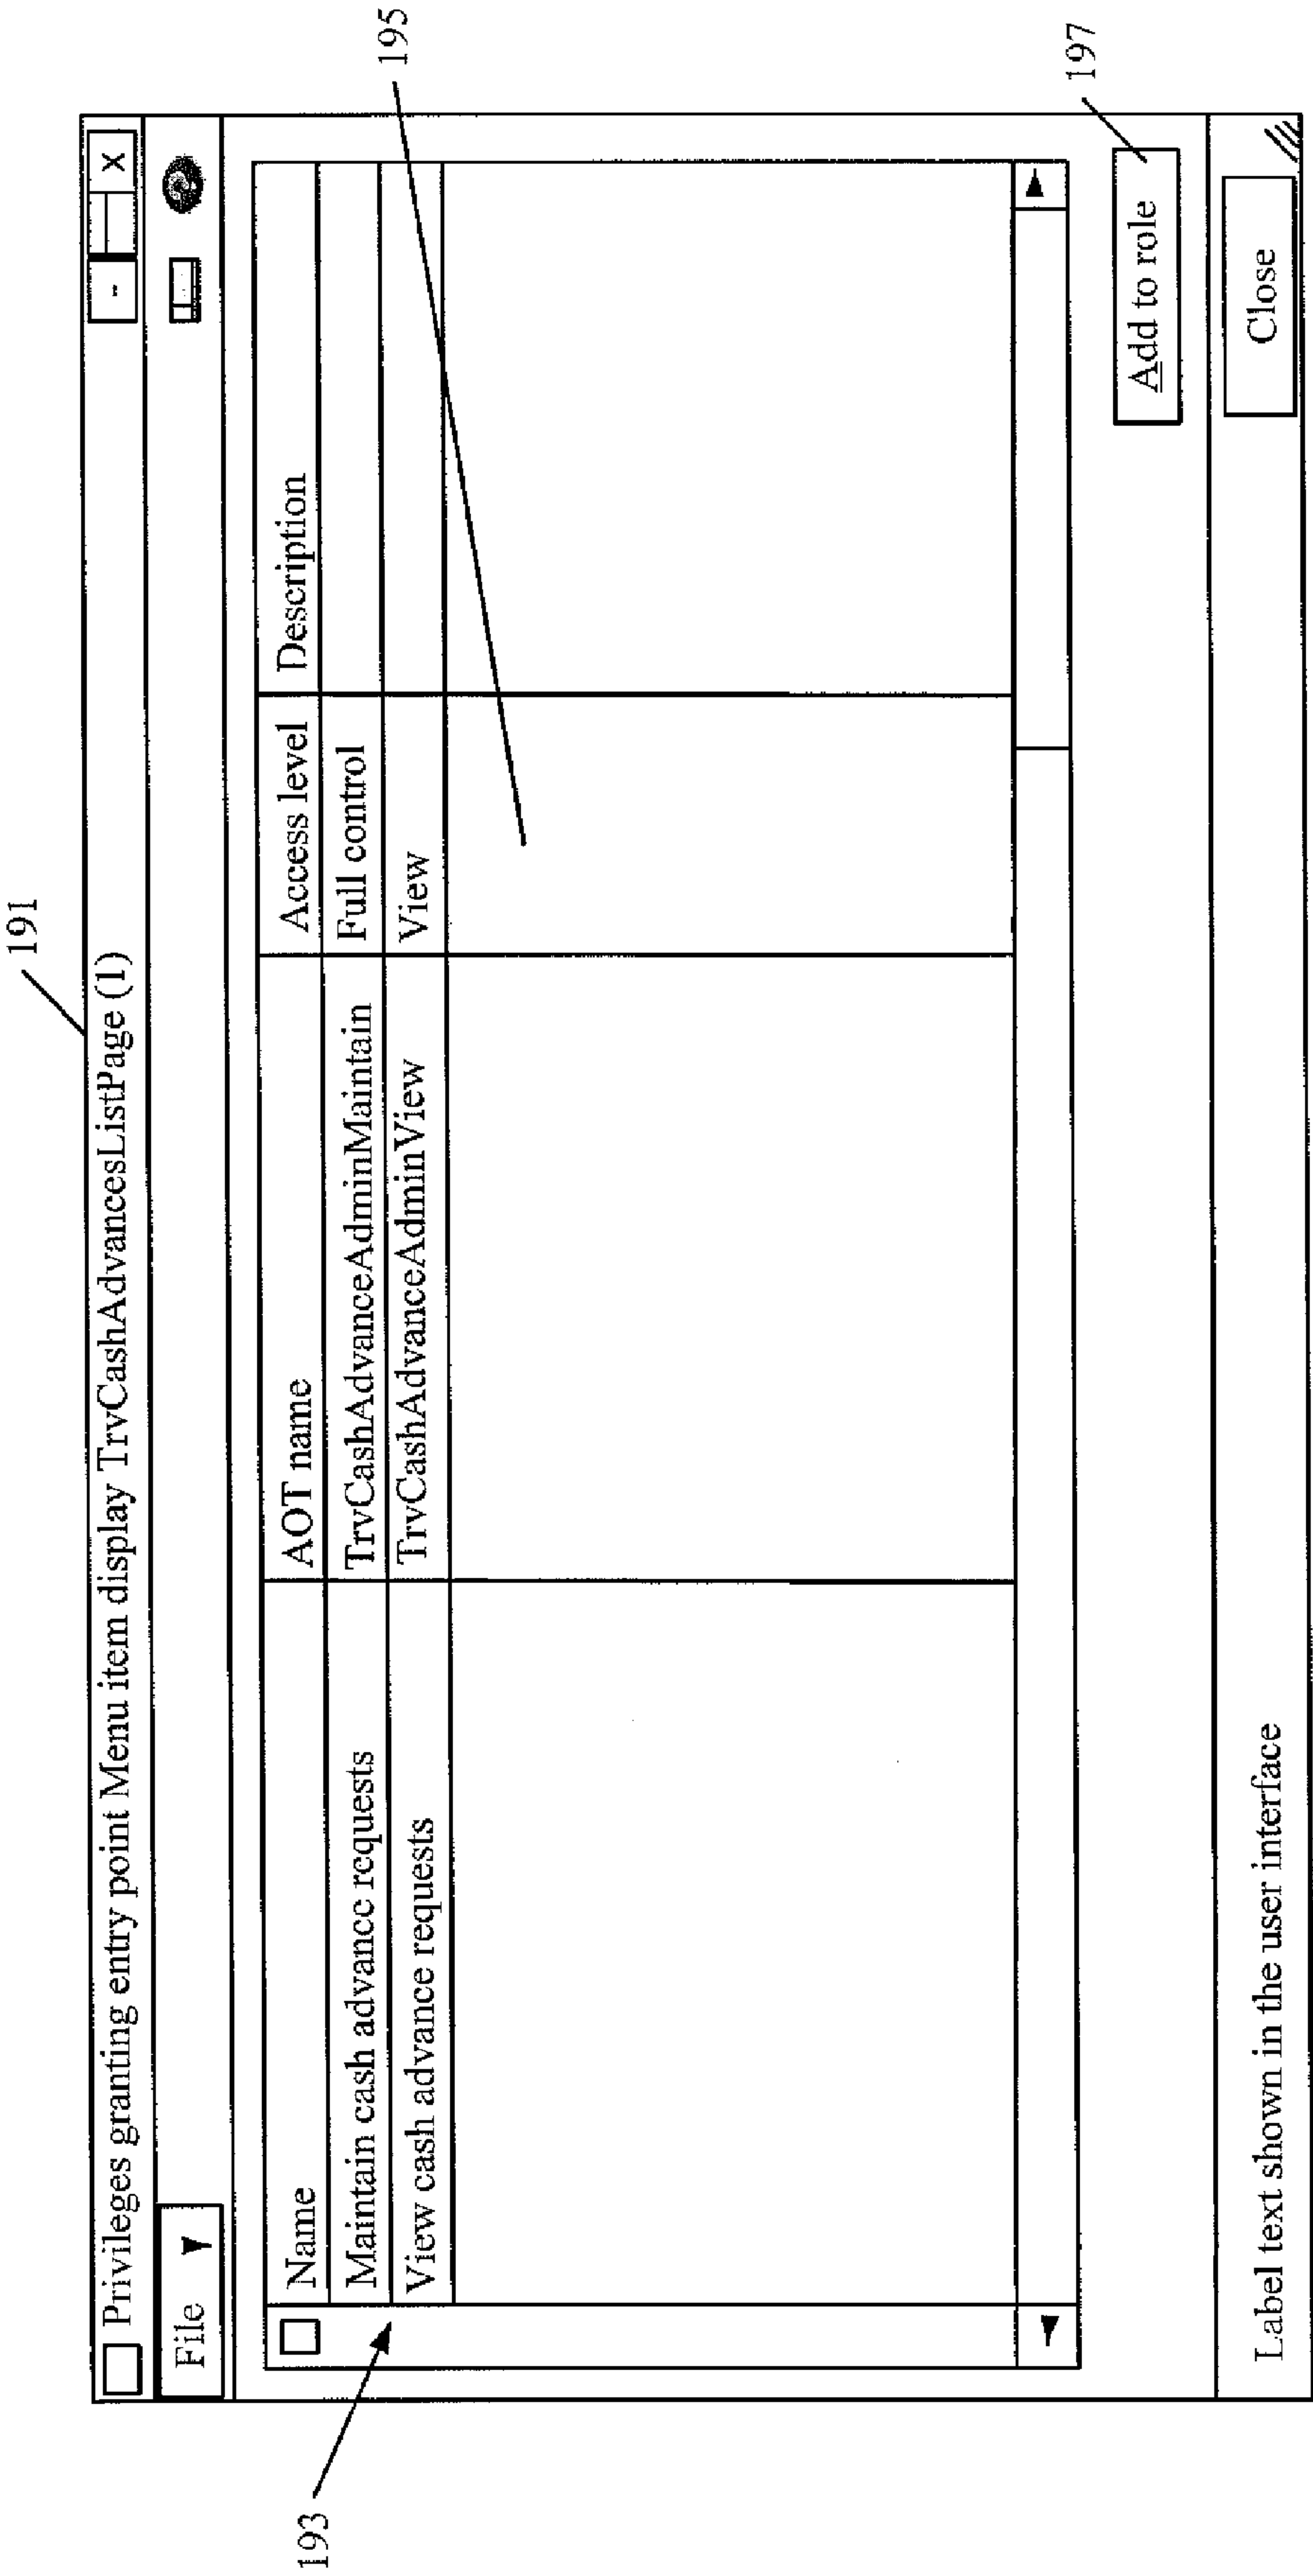 191
Privileges granting entry point Menu item display TrvCashAdvancesListPage (1)
- X
File
195
Name AOT name Access level Description
Maintain cash advance requests TrvCashAdvanceAdminMaintain Full control
View cash advance requests TrvCashAdvanceAdminView View
193
197
Add to role
Label text shown in the user interface
Close